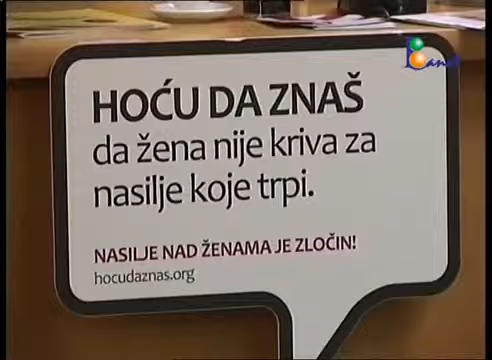 HOĆU DA ZNAŠ
da žena nije kriva za
nasilje koje trpi.
NASILJE NAD ŽENAMA JE ZLOČIN!
hocudaznas.org